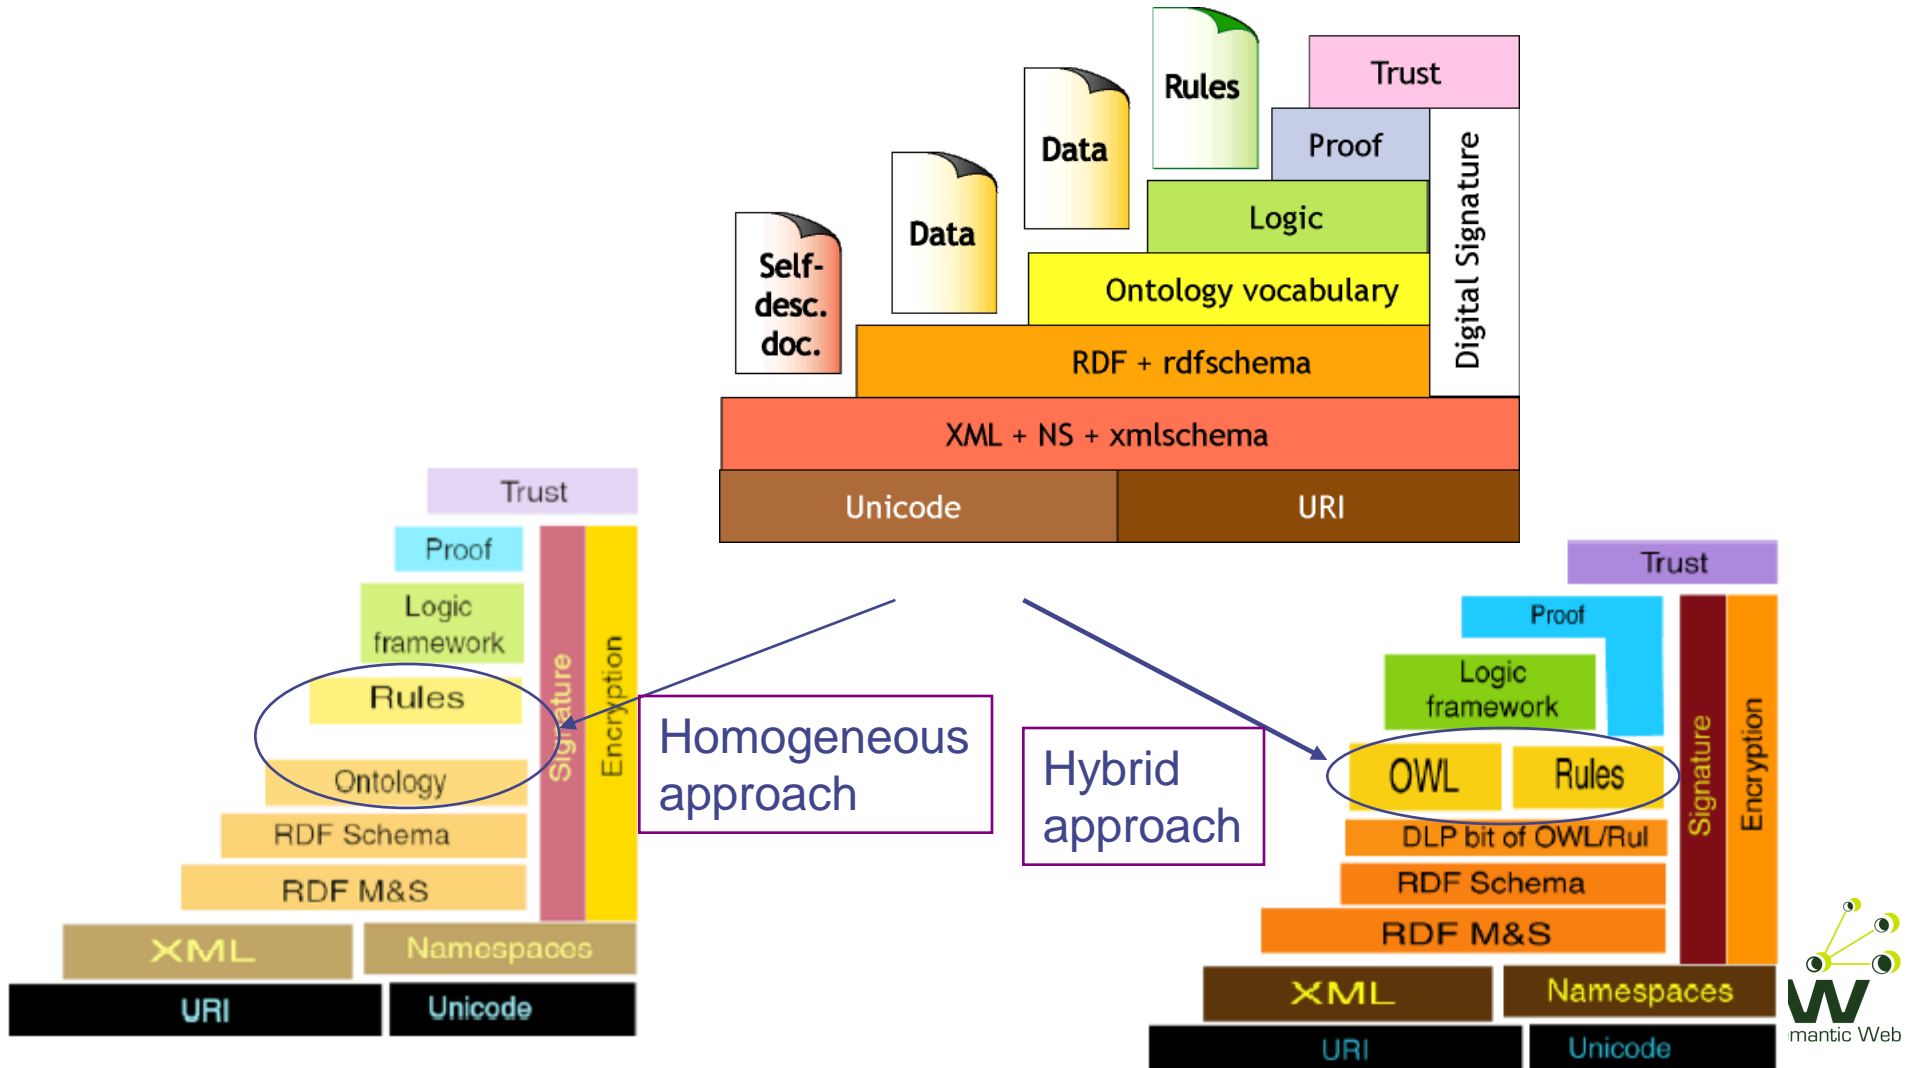 Rules
Trust
Data
Proof
Data
Logic
Digital Signature
Self-
desc.
doc.
Ontology vocabulary
RDF + rdfschema
XML + NS + xmlschema
Unicode
URI
Trust
Proof
Logic
framework
Rules
Ontology
RDF Schema
RDF M&S
Signature
Encryption
XML
Namespaces
URI
Unicode
Homogeneous
approach
Hybrid
approach
Trust
Proof
Logic
framework
OWL
Rules
DLP bit of OWL/Rul
RDF Schema
RDF M&S
Signature
Encryption
XML
Namespaces
URI
Unicode
W
mantic Web